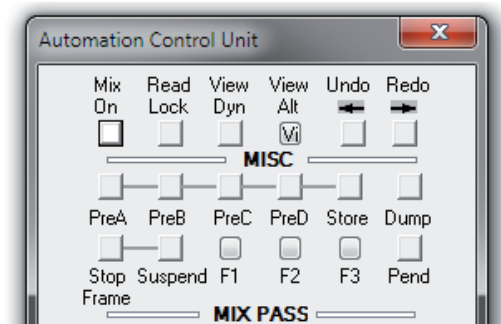 Automation Control Unit
Mix Read View View Undo Redo
On Lock Dyn Alt
Vi
MISC
PreA PreB PreC PreD Store Dump
Stop Suspend F1 F2 F3 Pend
Frame
MIX PASS